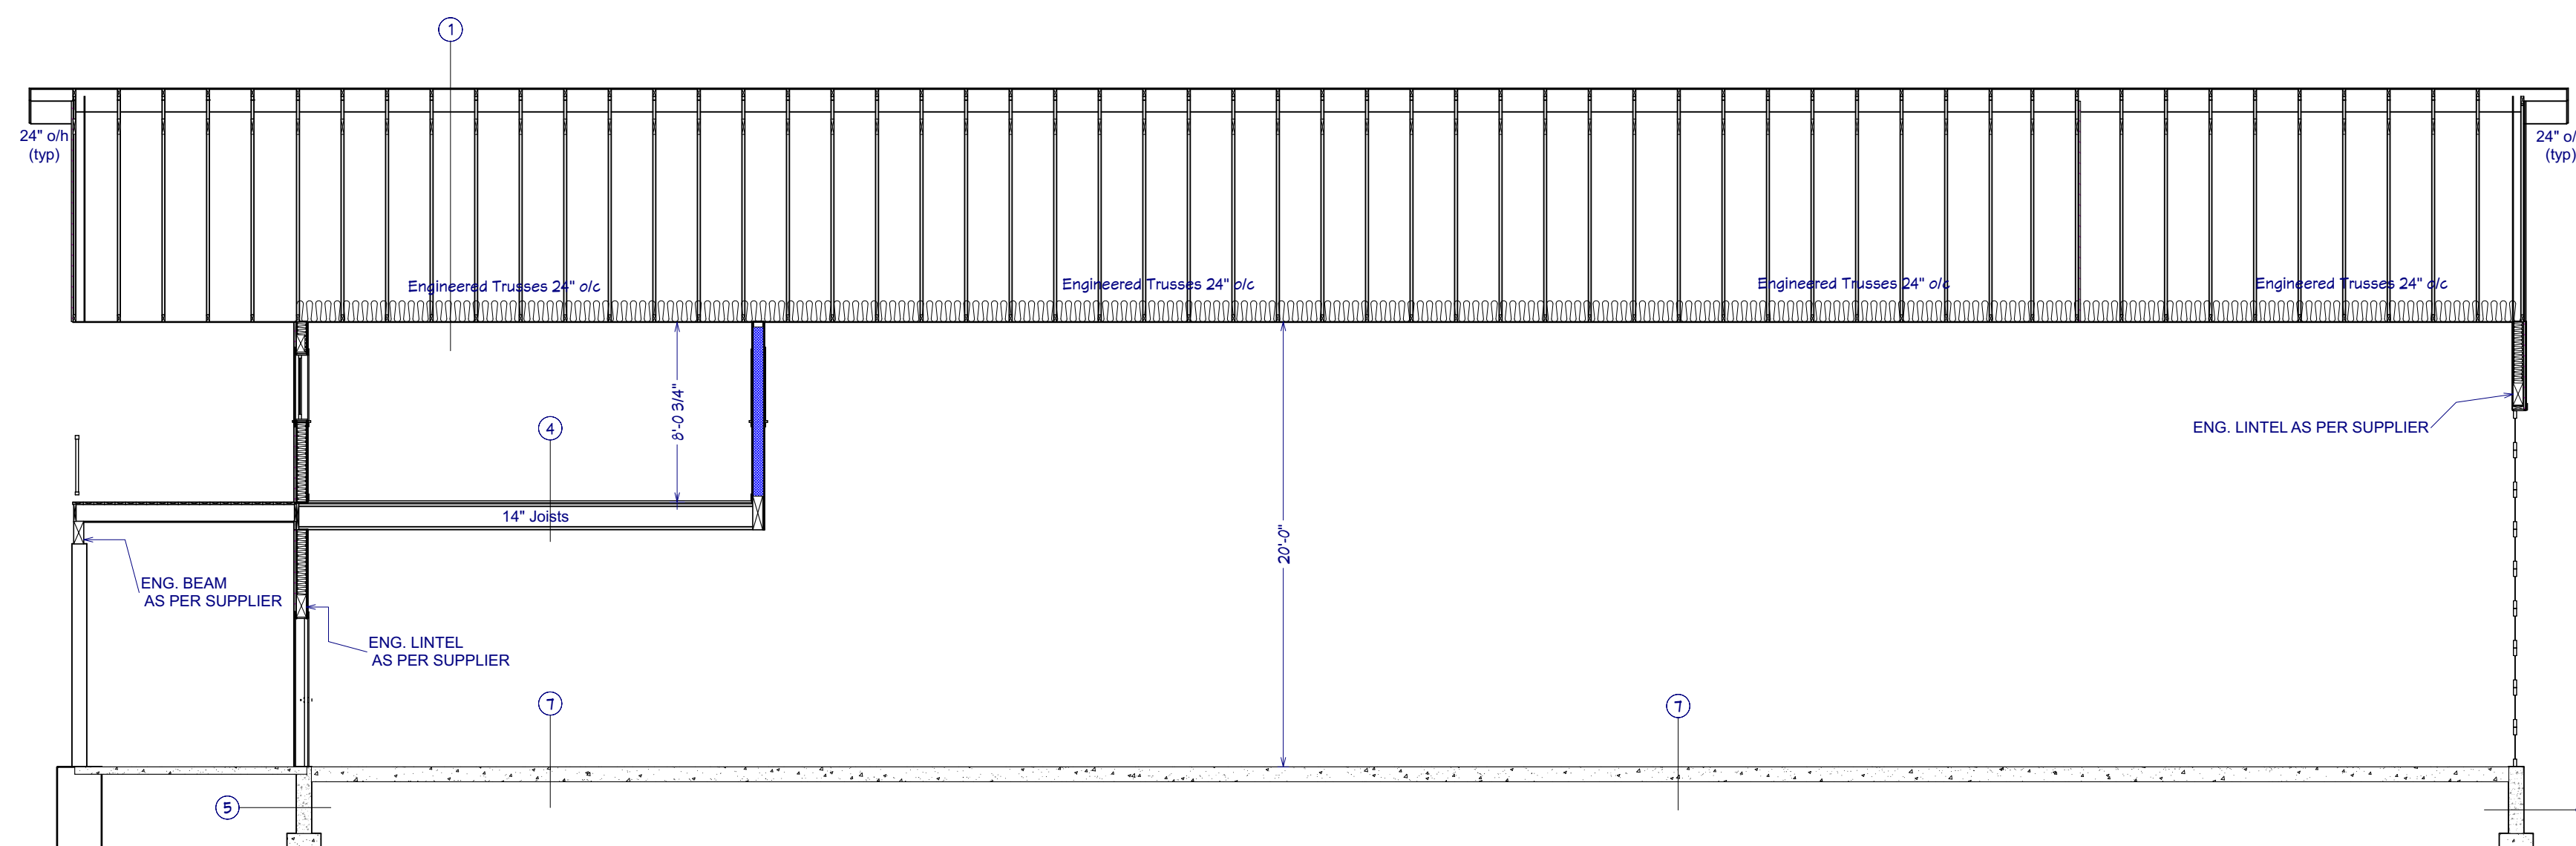 1
24" o/h
(typ)
24" o/
(typ)
Engineered Trusses 24" o/c
Engineered Trusses 24" o/c
Engineered Trusses 24" o/c
Engineered Trusses 24" o/c
8'-0 3/4"
4
ENG. LINTEL AS PER SUPPLIER
14" Joists
20'-0"
ENG. BEAM
AS PER SUPPLIER
ENG. LINTEL
AS PER SUPPLIER
7
7
5